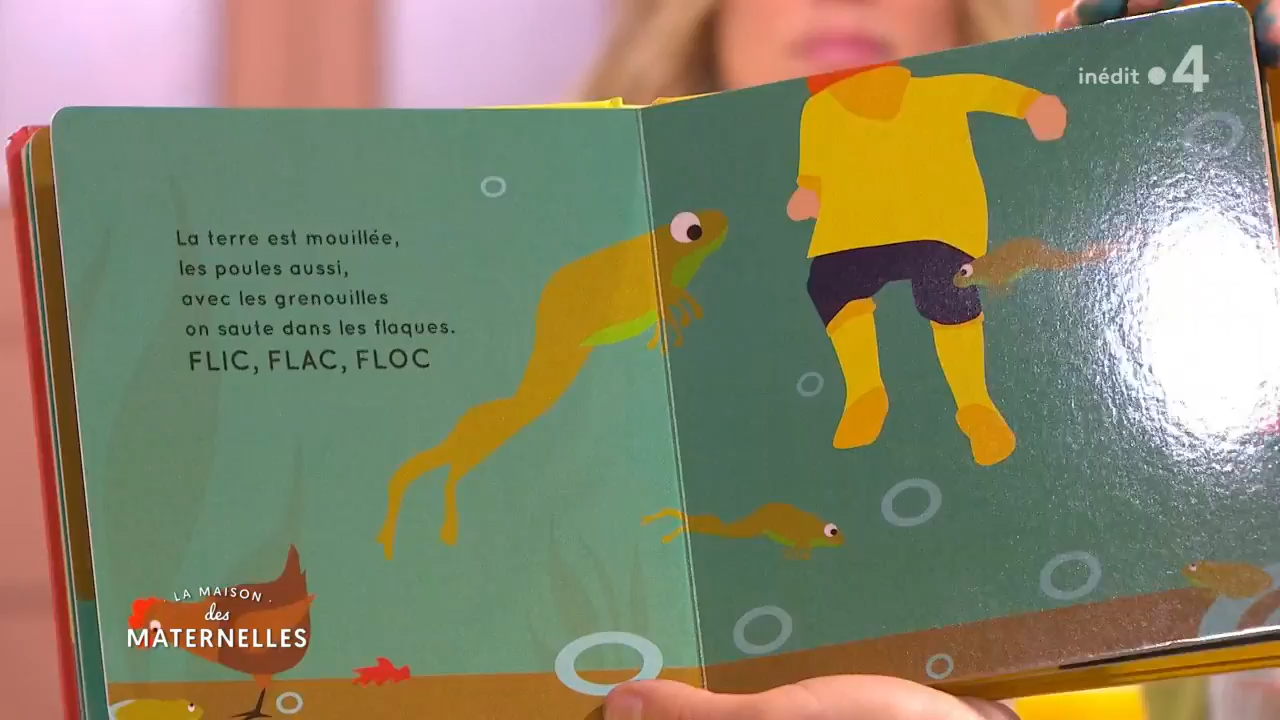 inédit 4
La terre est mouillée,
les poules aussi,
avec les grenouilles
on saute dans les flaques.
FLIC, FLAC, FLOC
· LA MAISON ·
des
MATERNELLES